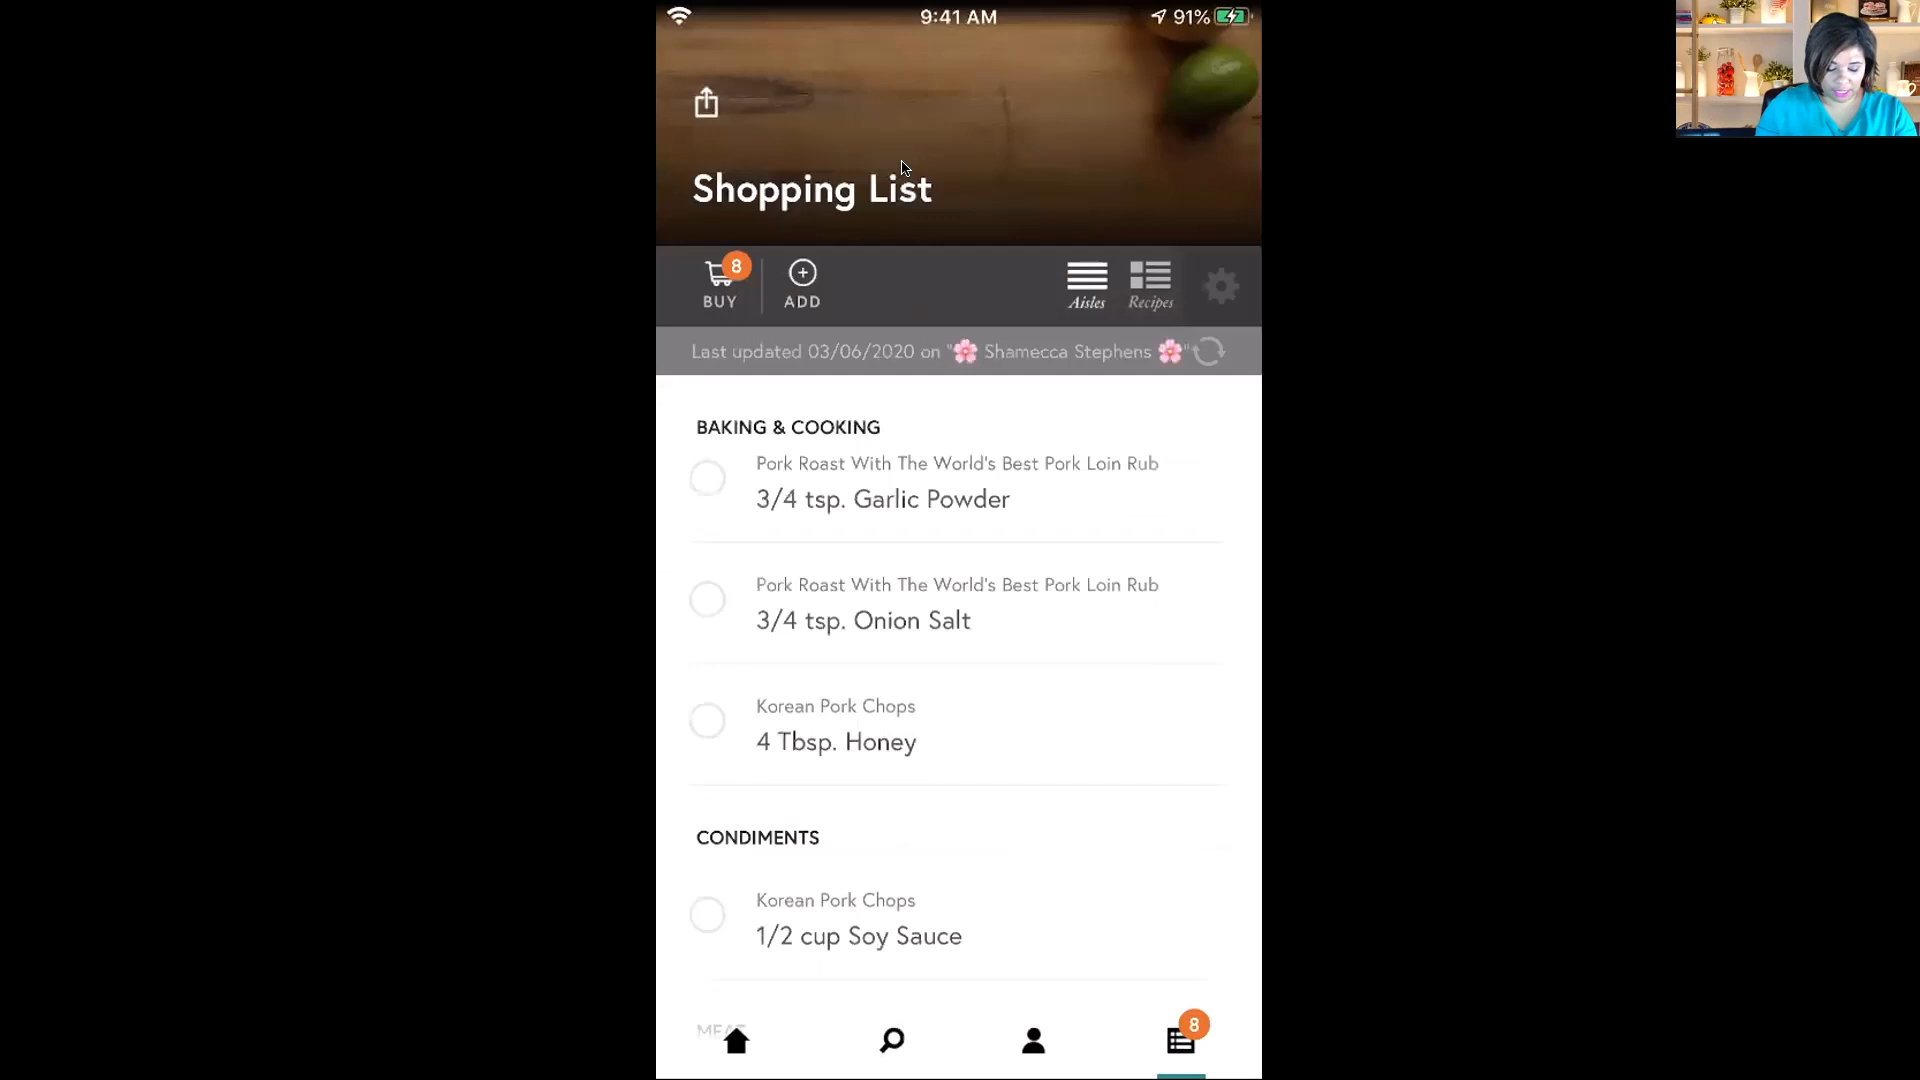 9:41 AM
91%
Shopping List
8
BUY
ADD
Aisles
Recipes
Last updated 03/06/2020 on "🌸 Shamecca Stephens 🌸"
BAKING & COOKING
Pork Roast With The World's Best Pork Loin Rub
3/4 tsp. Garlic Powder
Pork Roast With The World's Best Pork Loin Rub
3/4 tsp. Onion Salt
Korean Pork Chops
4 Tbsp. Honey
CONDIMENTS
Korean Pork Chops
1/2 cup Soy Sauce
MEAT
8